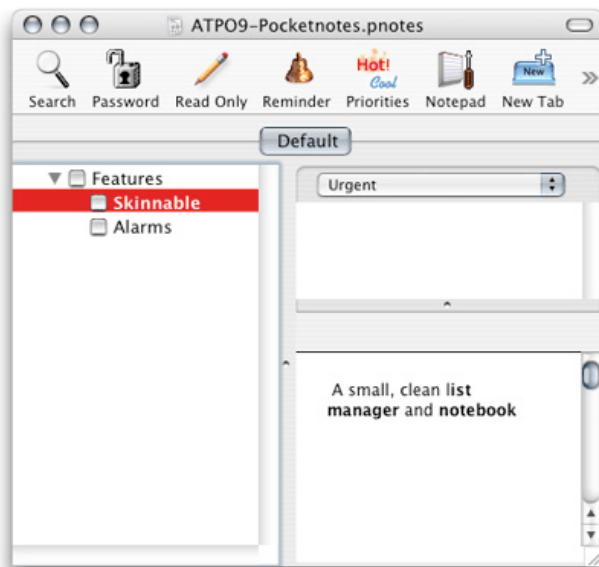 ATPO9-Pocketnotes.pnotes
Hot!
Cool
New
Search Password Read Only Reminder Priorities Notepad New Tab
Default
Features
Skinnable
Alarms
Urgent
A small, clean list
manager and notebook